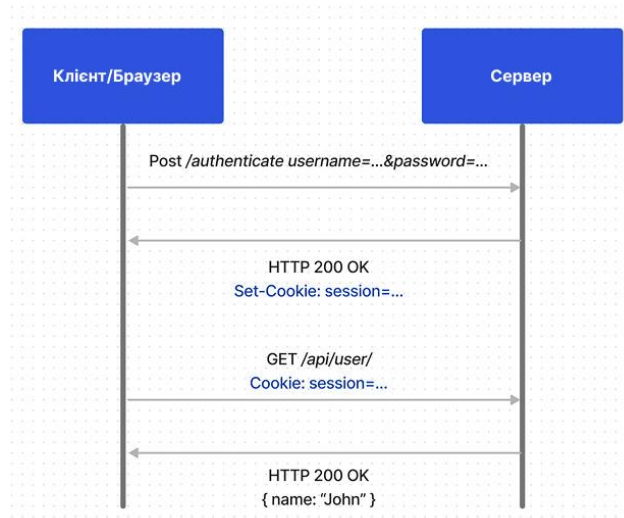 Клієнт/Браузер
Сервер
Post /authenticate username=...&password=...
HTTP 200 OK
Set-Cookie: session=...
GET /api/user/
Cookie: session=...
HTTP 200 OK
{ name: “John” }